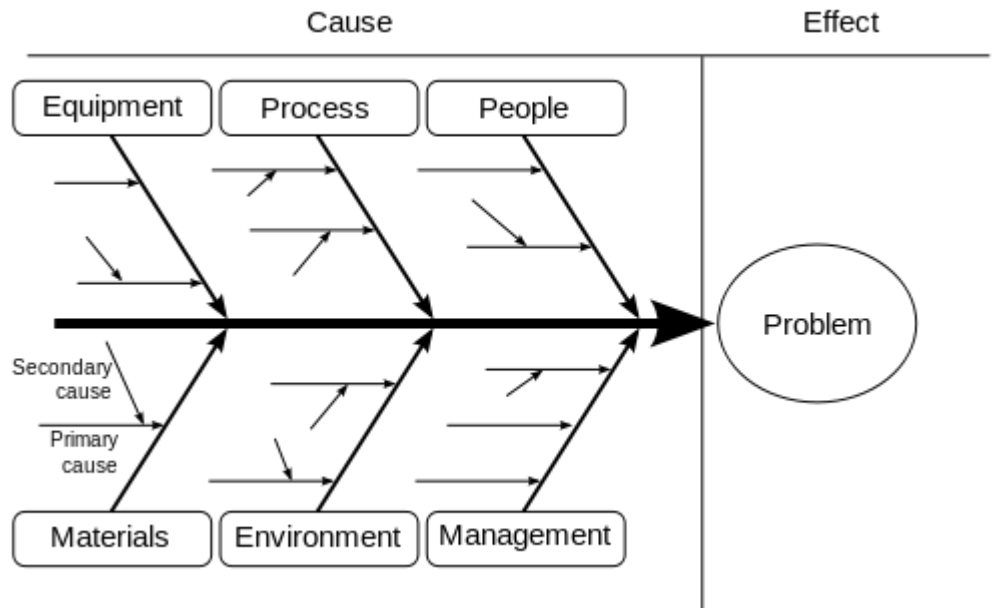 Cause
Effect
Equipment
Process
People
Problem
Secondary
cause
Primary
cause
Materials
Environment
Management